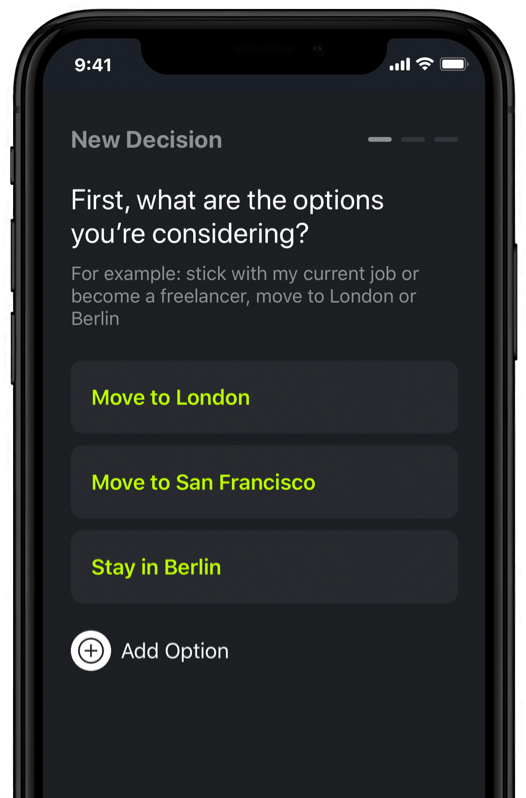 9:41
New Decision
First, what are the options
you’re considering?
For example: stick with my current job or
become a freelancer, move to London or
Berlin
Move to London
Move to San Francisco
Stay in Berlin
Add Option